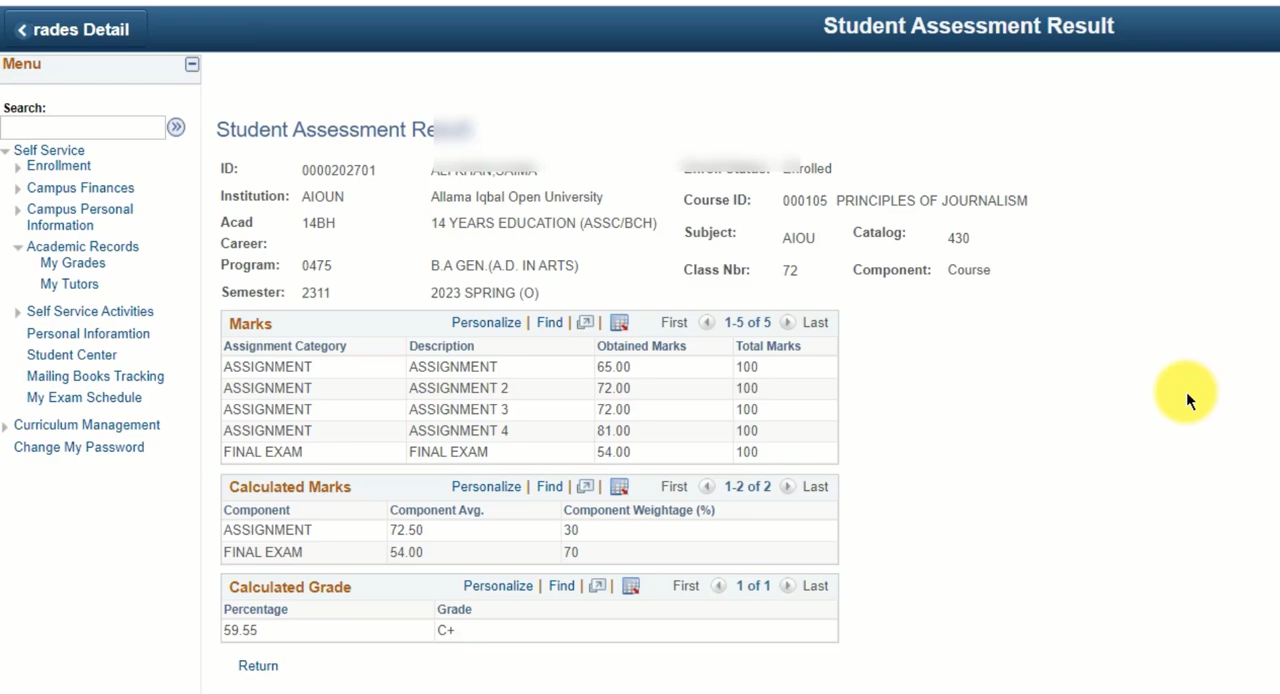 rades Detail
Student Assessment Result
Menu
Search:
Self Service
Enrollment
Campus Finances
Campus Personal
Information
Academic Records
My Grades
My Tutors
Self Service Activities
Personal Inforamtion
Student Center
Mailing Books Tracking
My Exam Schedule
Curriculum Management
Change My Password
Student Assessment Re
ID: 0000202701 ALI KHAN,SAIMA Enroll Status: Enrolled
Institution: AIOUN Allama Iqbal Open University Course ID: 000105 PRINCIPLES OF JOURNALISM
Acad
Career: 14BH 14 YEARS EDUCATION (ASSC/BCH) Subject: AIOU Catalog: 430
Program: 0475 B.A GEN.(A.D. IN ARTS) Class Nbr: 72 Component: Course
Semester: 2311 2023 SPRING (O)
Marks Personalize | Find | First 1-5 of 5 Last
Assignment Category Description Obtained Marks Total Marks
ASSIGNMENT ASSIGNMENT 65.00 100
ASSIGNMENT ASSIGNMENT 2 72.00 100
ASSIGNMENT ASSIGNMENT 3 72.00 100
ASSIGNMENT ASSIGNMENT 4 81.00 100
FINAL EXAM FINAL EXAM 54.00 100
Calculated Marks Personalize | Find | First 1-2 of 2 Last
Component Component Avg. Component Weightage (%)
ASSIGNMENT 72.50 30
FINAL EXAM 54.00 70
Calculated Grade Personalize | Find | First 1 of 1 Last
Percentage Grade
59.55 C+
Return